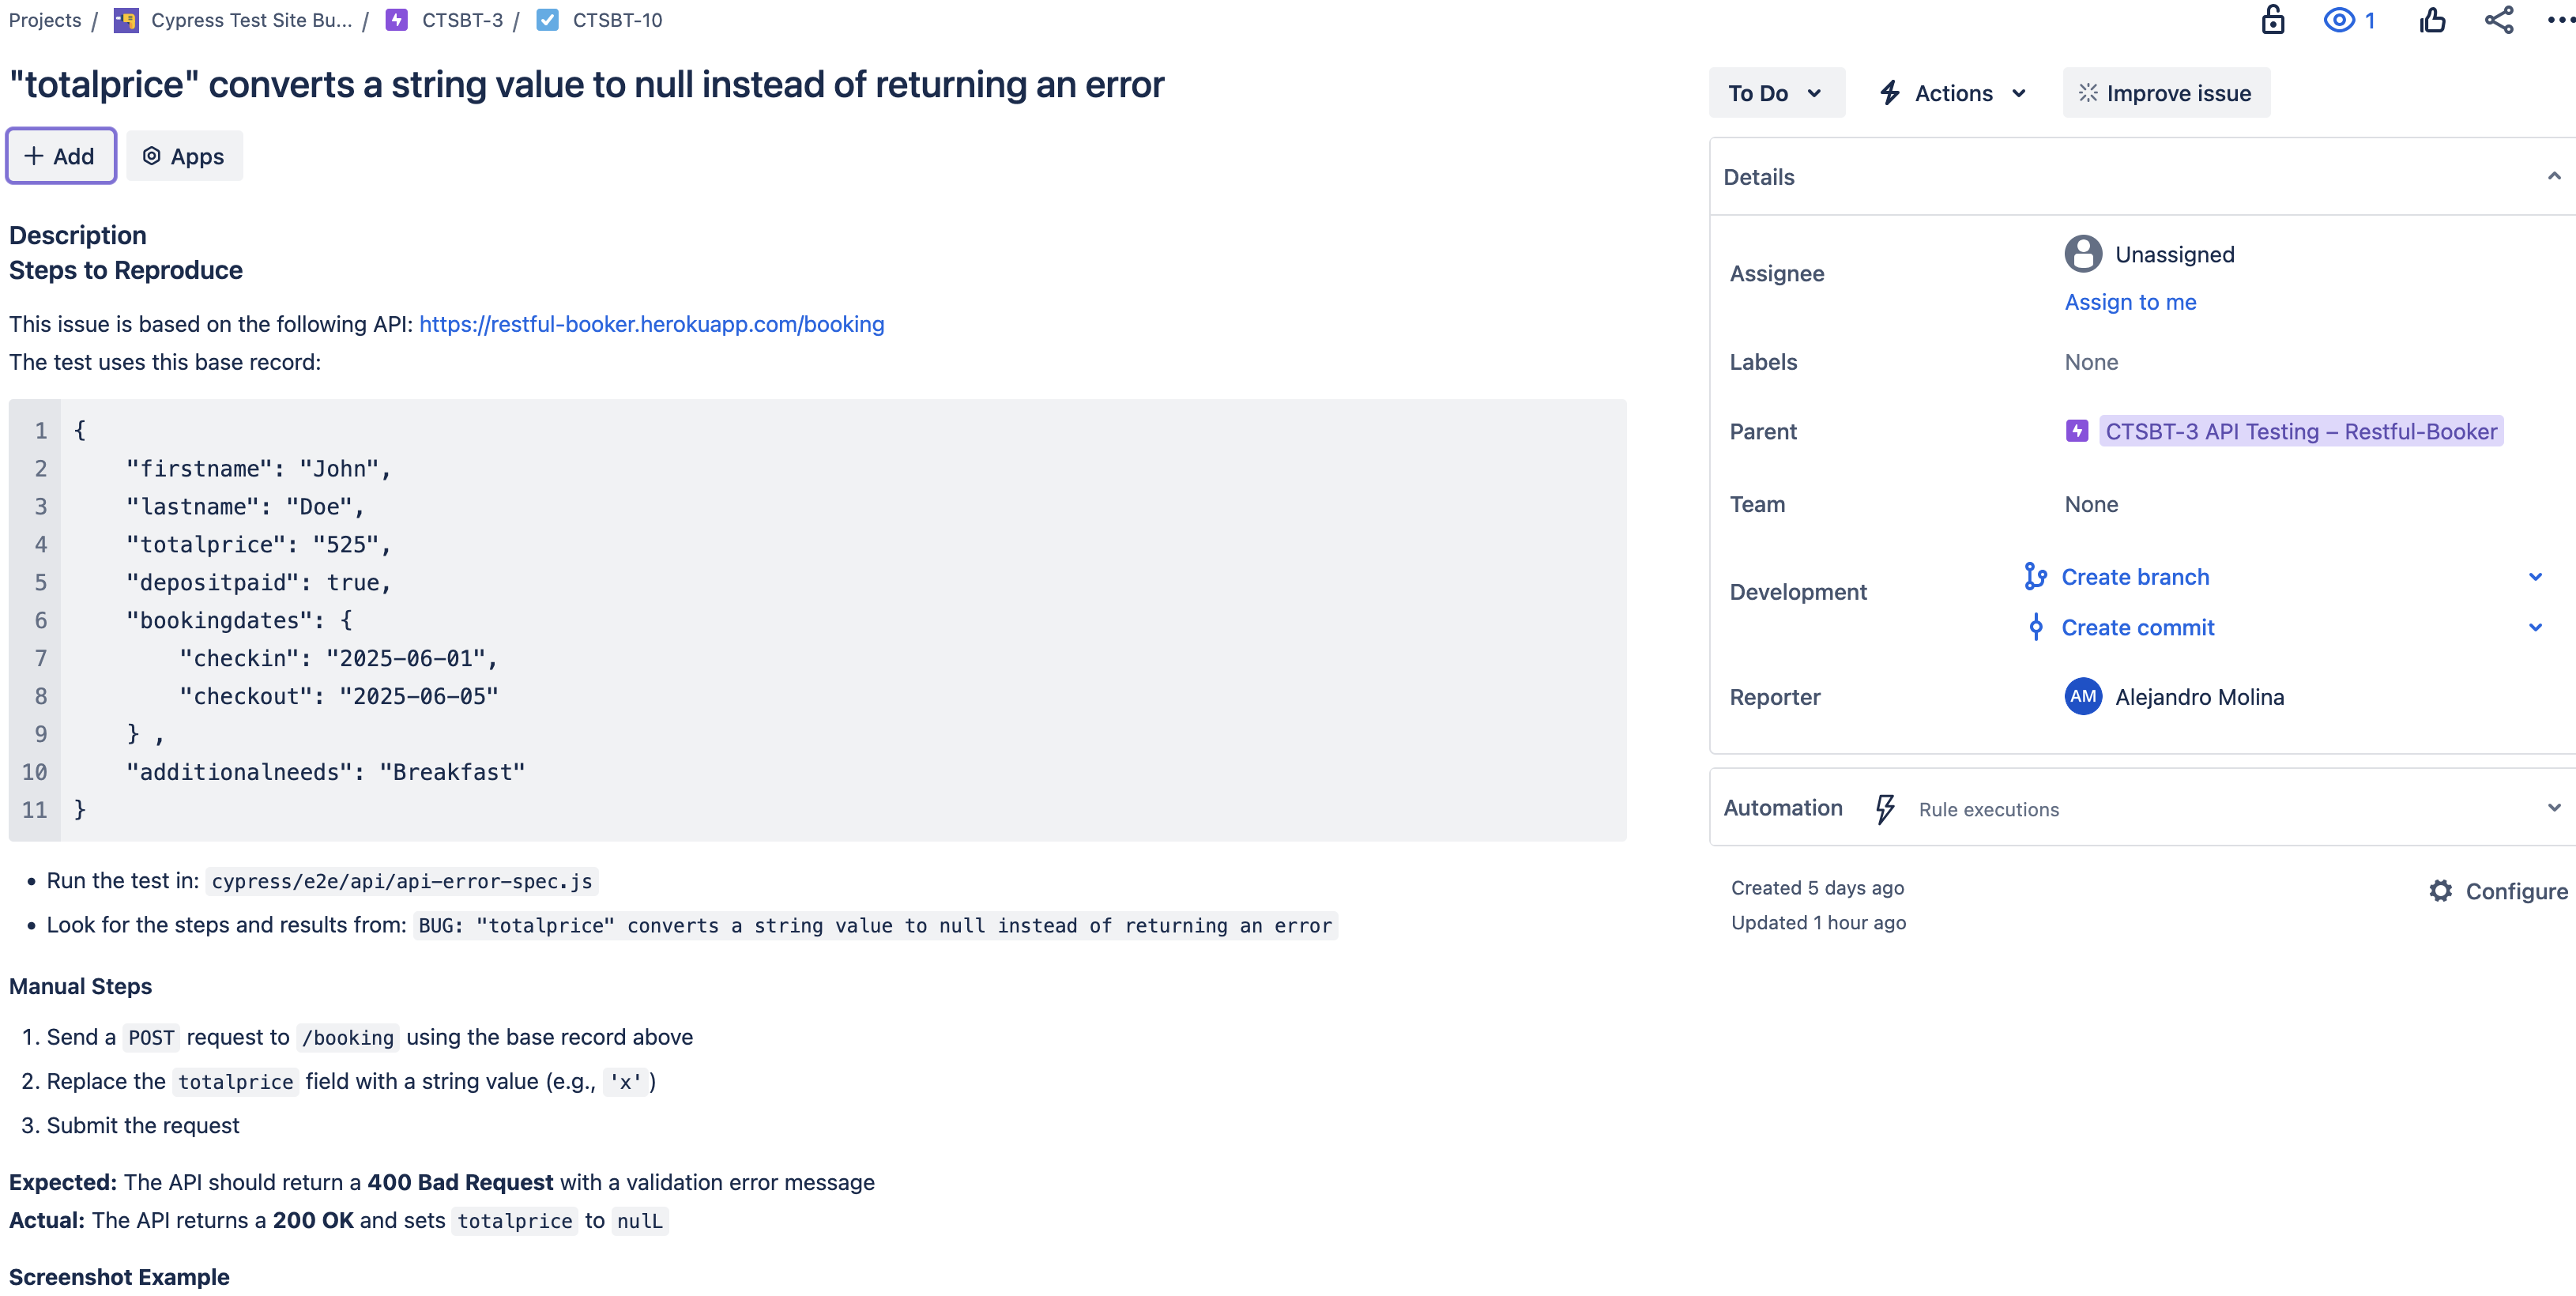 Projects / Cypress Test Site Bu... / CTSBT-3 / CTSBT-10
1
"totalprice" converts a string value to null instead of returning an error
To Do Actions Improve issue
+ Add Apps
Description
Steps to Reproduce
This issue is based on the following API: https://restful-booker.herokuapp.com/booking
The test uses this base record:
1 {
2 "firstname": "John",
3 "lastname": "Doe",
4 "totalprice": "525",
5 "depositpaid": true,
6 "bookingdates": {
7 "checkin": "2025-06-01",
8 "checkout": "2025-06-05"
9 } ,
10 "additionalneeds": "Breakfast"
11 }
• Run the test in: cypress/e2e/api/api-error-spec.js
• Look for the steps and results from: BUG: "totalprice" converts a string value to null instead of returning an error
Manual Steps
1. Send a POST request to /booking using the base record above
2. Replace the totalprice field with a string value (e.g., 'x')
3. Submit the request
Expected: The API should return a 400 Bad Request with a validation error message
Actual: The API returns a 200 OK and sets totalprice to nulL
Screenshot Example
Details
Assignee
Unassigned
Assign to me
Labels
None
Parent
CTSBT-3 API Testing – Restful-Booker
Team
None
Development
Create branch
Create commit
Reporter
AM Alejandro Molina
Automation Rule executions
Created 5 days ago
Updated 1 hour ago
Configure